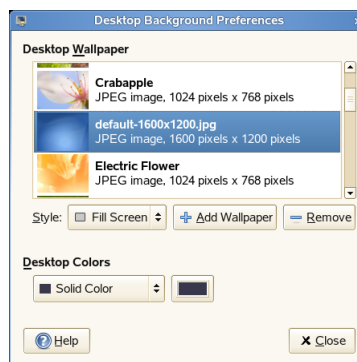 Desktop Background Preferences
Desktop Wallpaper
Crabapple
JPEG image, 1024 pixels x 768 pixels
default-1600x1200.jpg
JPEG image, 1600 pixels x 1200 pixels
Electric Flower
JPEG image, 1024 pixels x 768 pixels
Style: Fill Screen Add Wallpaper Remove
Desktop Colors
Solid Color
Help Close